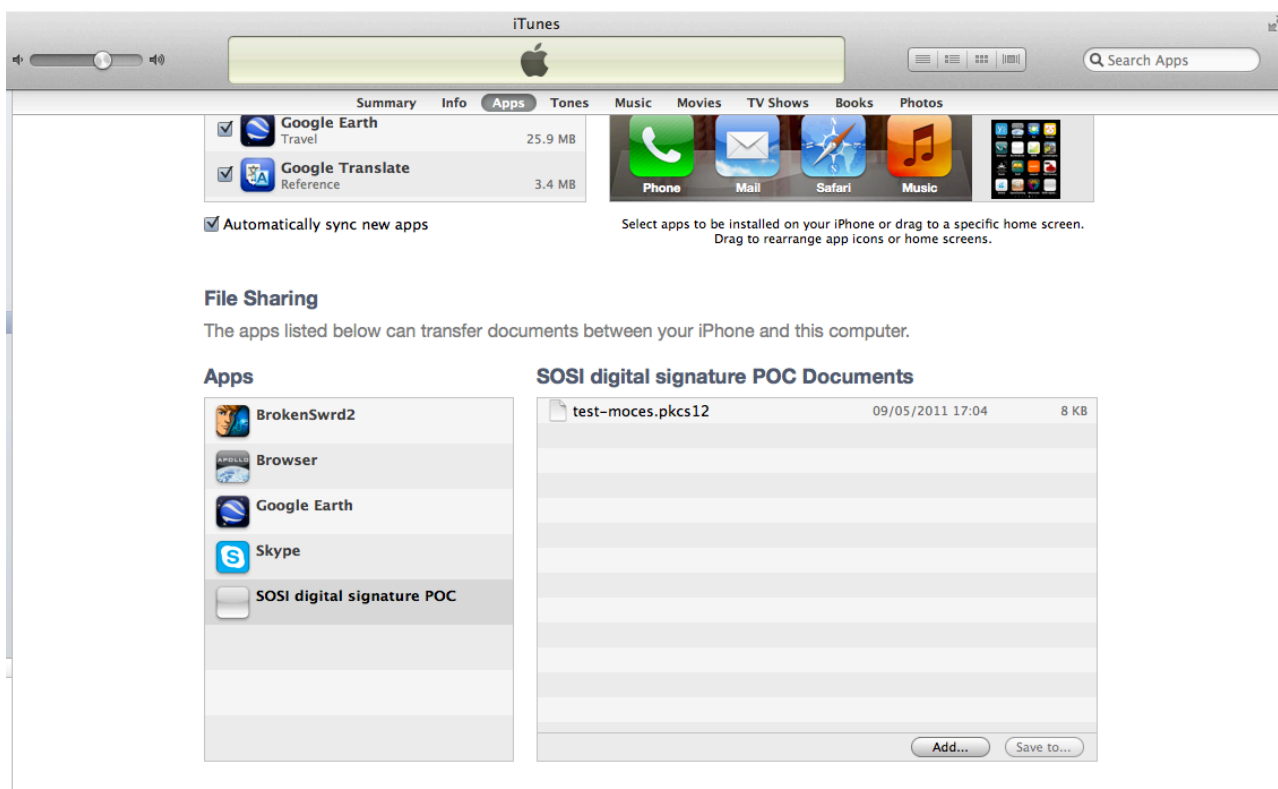 iTunes
Search Apps
Summary Info Apps Tones Music Movies TV Shows Books Photos
Google Earth
Travel 25.9 MB
Google Translate
Reference 3.4 MB
Phone Mail Safari Music
Automatically sync new apps
Select apps to be installed on your iPhone or drag to a specific home screen.
Drag to rearrange app icons or home screens.
File Sharing
The apps listed below can transfer documents between your iPhone and this computer.
Apps
BrokenSwrd2
APOLLO
Browser
Google Earth
Skype
SOSI digital signature POC
SOSI digital signature POC Documents
test-moces.pkcs12 09/05/2011 17:04 8 KB
Add... Save to...